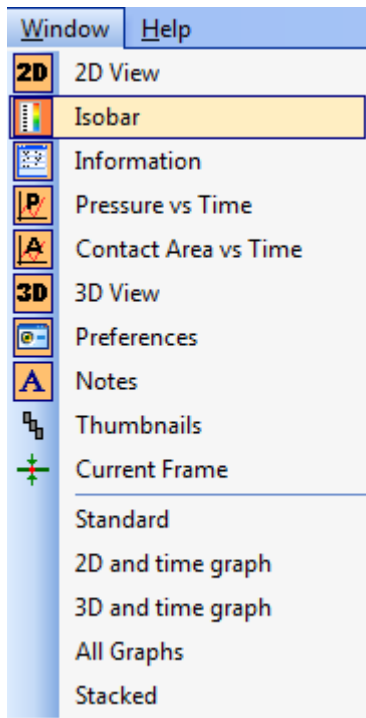 Window Help
2D 2D View
Isobar
Information
P Pressure vs Time
A Contact Area vs Time
3D 3D View
Preferences
A Notes
Thumbnails
Current Frame
Standard
2D and time graph
3D and time graph
All Graphs
Stacked